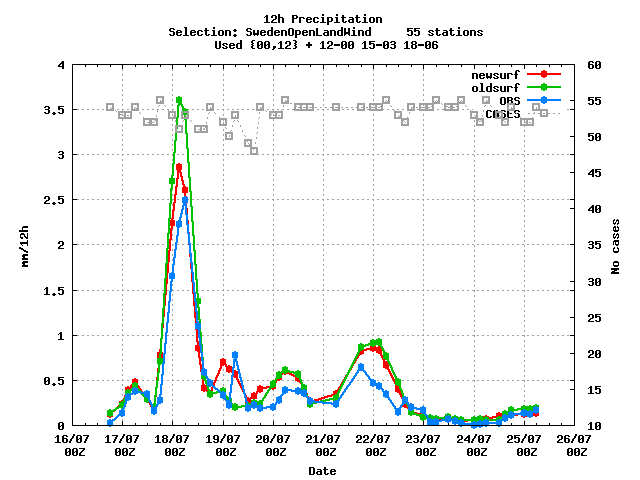 12h Precipitation
Selection: SwedenOpenLandWind     55 stations
Used {00,12} + 12-00 15-03 18-06
newsurf
oldsurf
OBS
CASES
4
3.5
3
2.5
2
1.5
1
0.5
0
mm/12h
60
55
50
45
40
35
30
25
20
15
10
No cases
16/07 17/07 18/07 19/07 20/07 21/07 22/07 23/07 24/07 25/07 26/07
00Z 00Z 00Z 00Z 00Z 00Z 00Z 00Z 00Z 00Z 00Z
Date